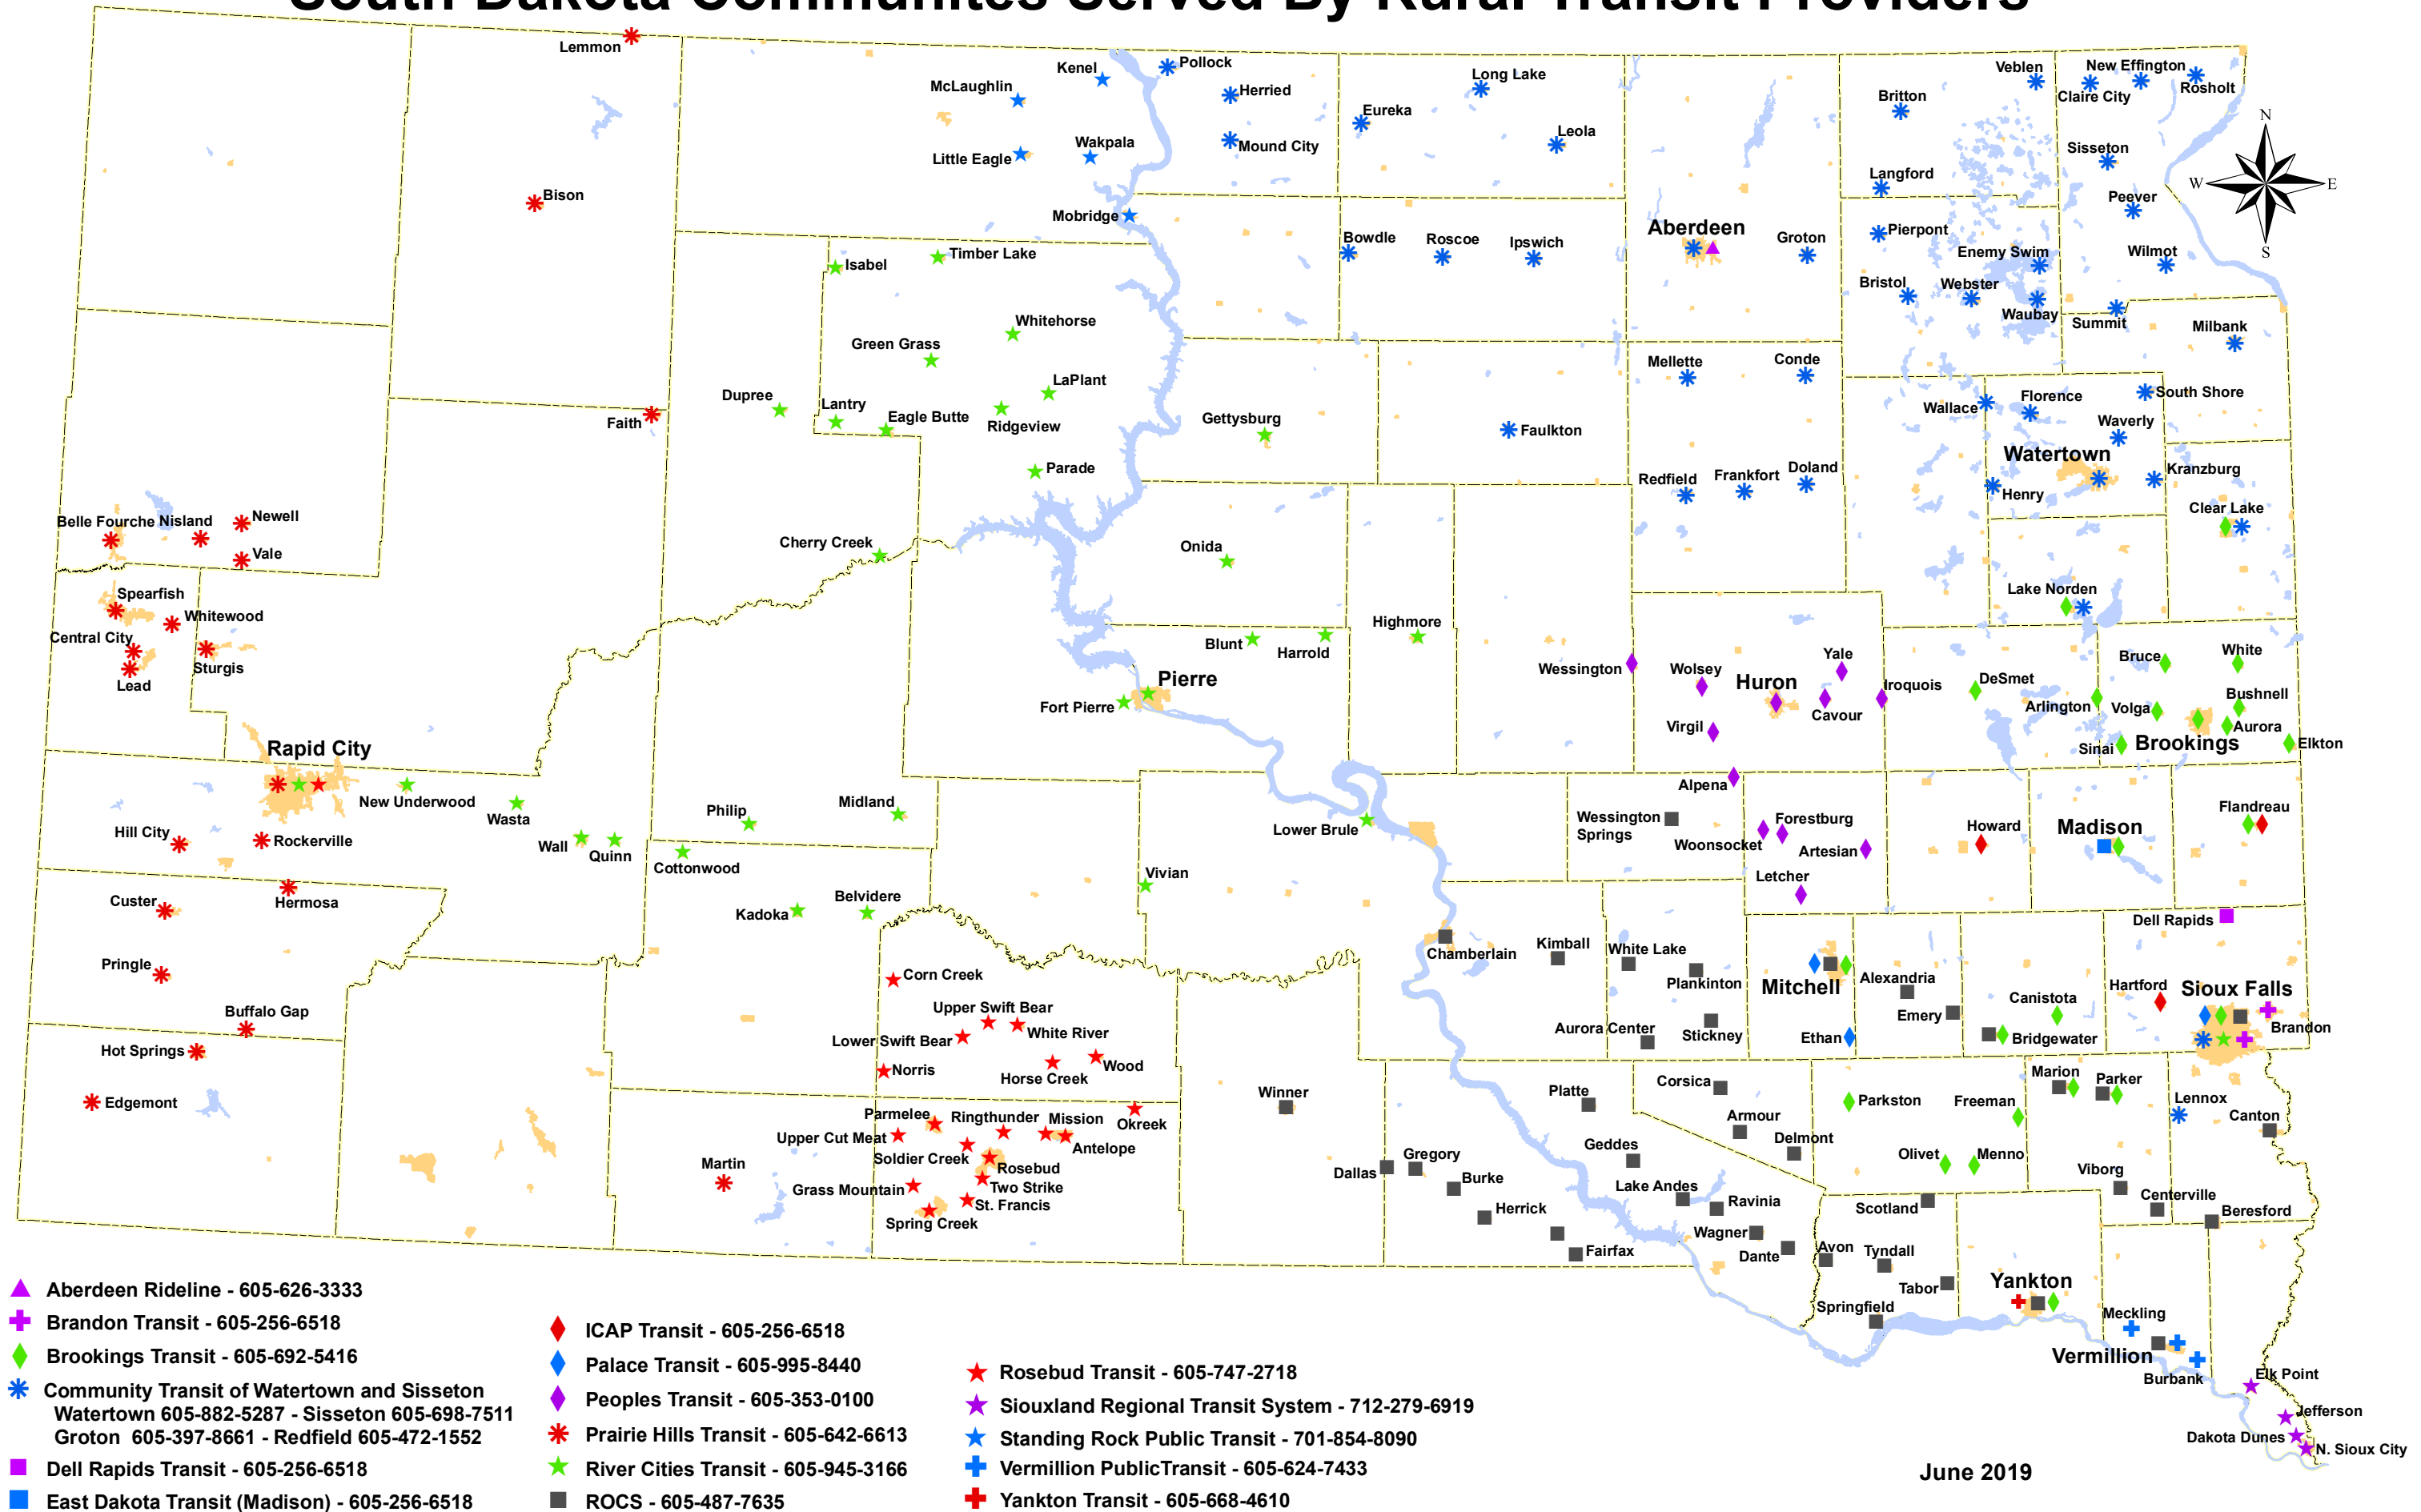 South Dakota Communites Served By Rural Transit Providers
Lemmon
Kenel
Pollock
McLaughlin
Herried
Long Lake
Eureka
Veblen
New Effington
Claire City
Rosholt
Britton
N
Leola
Mound City
Wakpala
Little Eagle
Sisseton
Langford
W
E
Bison
Peever
Mobridge
S
Aberdeen
Bowdle
Roscoe
Ipswich
Groton
Pierpont
Enemy Swim
Wilmot
Timber Lake
Isabel
Bristol
Webster
Waubay
Summit
Milbank
Whitehorse
Green Grass
Mellette
Conde
LaPlant
Dupree
Lantry
Eagle Butte
Ridgeview
Faith
Gettysburg
Faulkton
Wallace
Florence
South Shore
Waverly
Watertown
Parade
Redfield
Frankfort
Doland
Henry
Kranzburg
Clear Lake
Belle Fourche
Nisland
Newell
Vale
Cherry Creek
Onida
Spearfish
Whitewood
Central City
Lead
Sturgis
Lake Norden
Highmore
Blunt
Harrold
Pierre
Fort Pierre
Wessington
Wolsey
Huron
Yale
Cavour
Iroquois
Virgil
DeSmet
Arlington
Bruce
White
Volga
Bushnell
Aurora
Sinai
Brookings
Elkton
Rapid City
New Underwood
Wasta
Wall
Quinn
Philip
Midland
Cottonwood
Hill City
Rockerville
Lower Brule
Alpena
Wessington
Springs
Woonsocket
Forestburg
Artesian
Letcher
Howard
Madison
Flandreau
Vivian
Custer
Hermosa
Kadoka
Belvidere
Dell Rapids
Pringle
Buffalo Gap
Corn Creek
Chamberlain
Kimball
White Lake
Plankinton
Mitchell
Alexandria
Emery
Canistota
Hartford
Sioux Falls
Brandon
Hot Springs
Upper Swift Bear
Lower Swift Bear
White River
Norris
Horse Creek
Wood
Aurora Center
Stickney
Ethan
Bridgewater
Edgemont
Winner
Platte
Corsica
Parkston
Freeman
Marion
Parker
Lennox
Canton
Parmelee
Ringthunder
Mission
Okreek
Upper Cut Meat
Antelope
Soldier Creek
Rosebud
Martin
Grass Mountain
Two Strike
St. Francis
Spring Creek
Armour
Delmont
Geddes
Dallas
Gregory
Burke
Herrick
Fairfax
Lake Andes
Ravinia
Wagner
Dante
Olivet
Menno
Scotland
Viborg
Centerville
Beresford
Avon
Tyndall
Tabor
Springfield
Yankton
Meckling
Vermillion
Burbank
Elk Point
Jefferson
Dakota Dunes
N. Sioux City
Aberdeen Rideline - 605-626-3333
Brandon Transit - 605-256-6518
Brookings Transit - 605-692-5416
Community Transit of Watertown and Sisseton
Watertown 605-882-5287 - Sisseton 605-698-7511
Groton 605-397-8661 - Redfield 605-472-1552
Dell Rapids Transit - 605-256-6518
East Dakota Transit (Madison) - 605-256-6518
ICAP Transit - 605-256-6518
Palace Transit - 605-995-8440
Peoples Transit - 605-353-0100
Prairie Hills Transit - 605-642-6613
River Cities Transit - 605-945-3166
ROCS - 605-487-7635
Rosebud Transit - 605-747-2718
Siouxland Regional Transit System - 712-279-6919
Standing Rock Public Transit - 701-854-8090
Vermillion PublicTransit - 605-624-7433
Yankton Transit - 605-668-4610
June 2019